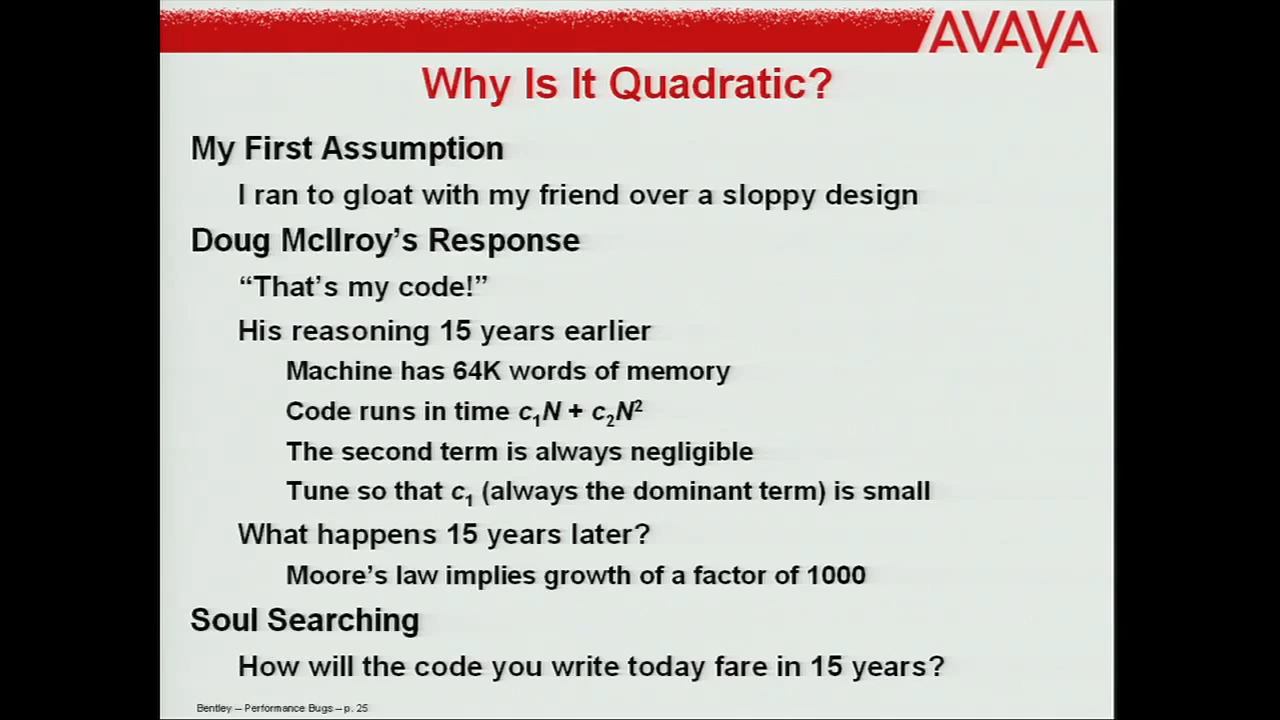 AVAYA
Why Is It Quadratic?
My First Assumption
I ran to gloat with my friend over a sloppy design
Doug McIlroy’s Response
“That’s my code!”
His reasoning 15 years earlier
Machine has 64K words of memory
Code runs in time c₁N + c₂N²
The second term is always negligible
Tune so that c₁ (always the dominant term) is small
What happens 15 years later?
Moore’s law implies growth of a factor of 1000
Soul Searching
How will the code you write today fare in 15 years?
Bentley – Performance Bugs – p. 25